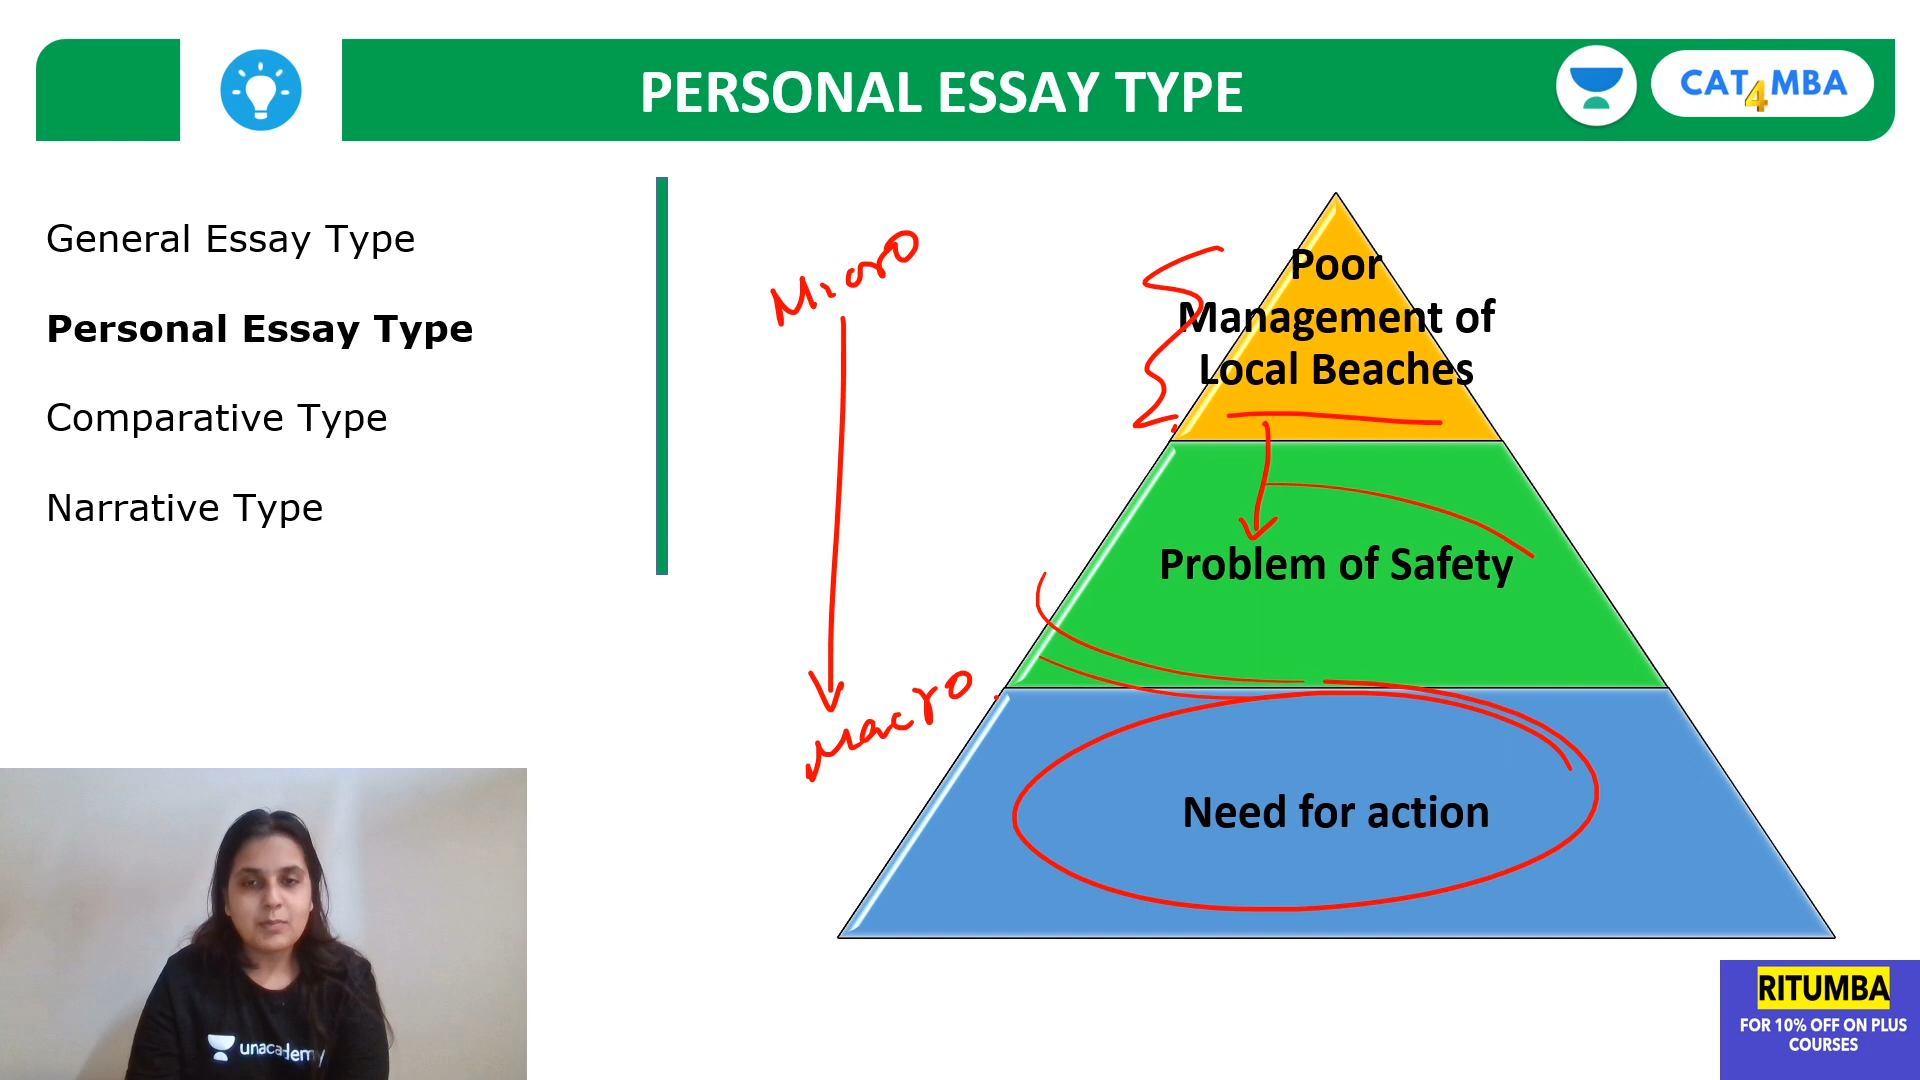 PERSONAL ESSAY TYPE
CAT4MBA
General Essay Type
Personal Essay Type
Comparative Type
Narrative Type
Micro
Macro
Poor
Management of
Local Beaches
Problem of Safety
Need for action
unacademy
RITUMBA
FOR 10% OFF ON PLUS
COURSES